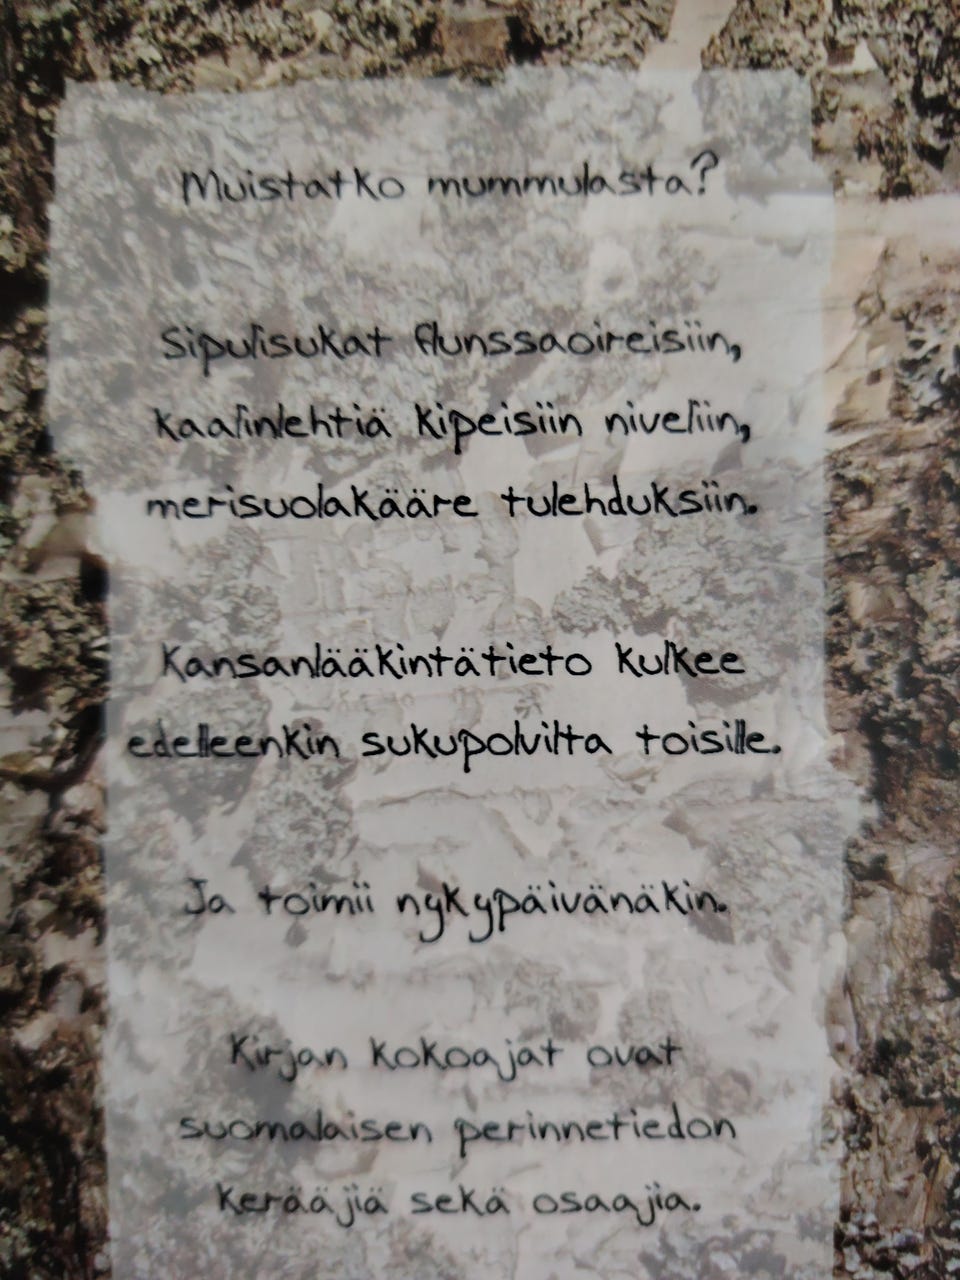 Muistatko mummulasta?
Sipulisukat flunssaoireisiin,
kaalinlehtiä kipeisiin niveliin,
merisuolakääre tulehduksiin.
Kansanlääkintätieto kulkee
edelleenkin sukupolvilta toisille.
Ja toimii nykypäivänäkin.
Kirjan kokoajat ovat
suomalaisen perinnetiedon
kerääjiä sekä osaajia.